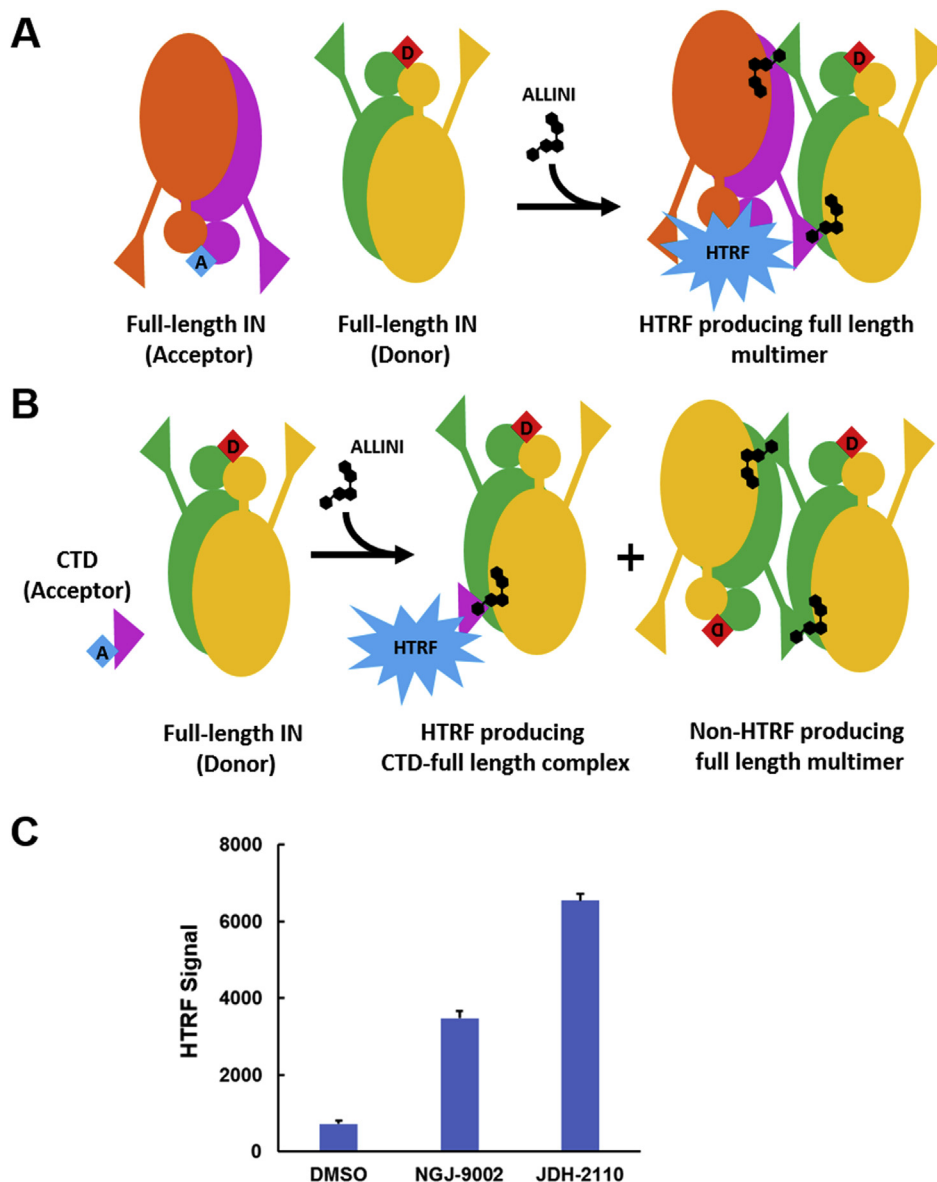 A
D
D
ALLINI
A
HTRF
Full-length IN
(Acceptor)
Full-length IN
(Donor)
HTRF producing full length
multimer
B
D
D
D
ALLINI
CTD
(Acceptor)
+
A
D
HTRF
Full-length IN
(Donor)
HTRF producing
CTD-full length complex
Non-HTRF producing
full length multimer
C
8000
6000
4000
2000
0
HTRF Signal
DMSO
NGJ-9002
JDH-2110